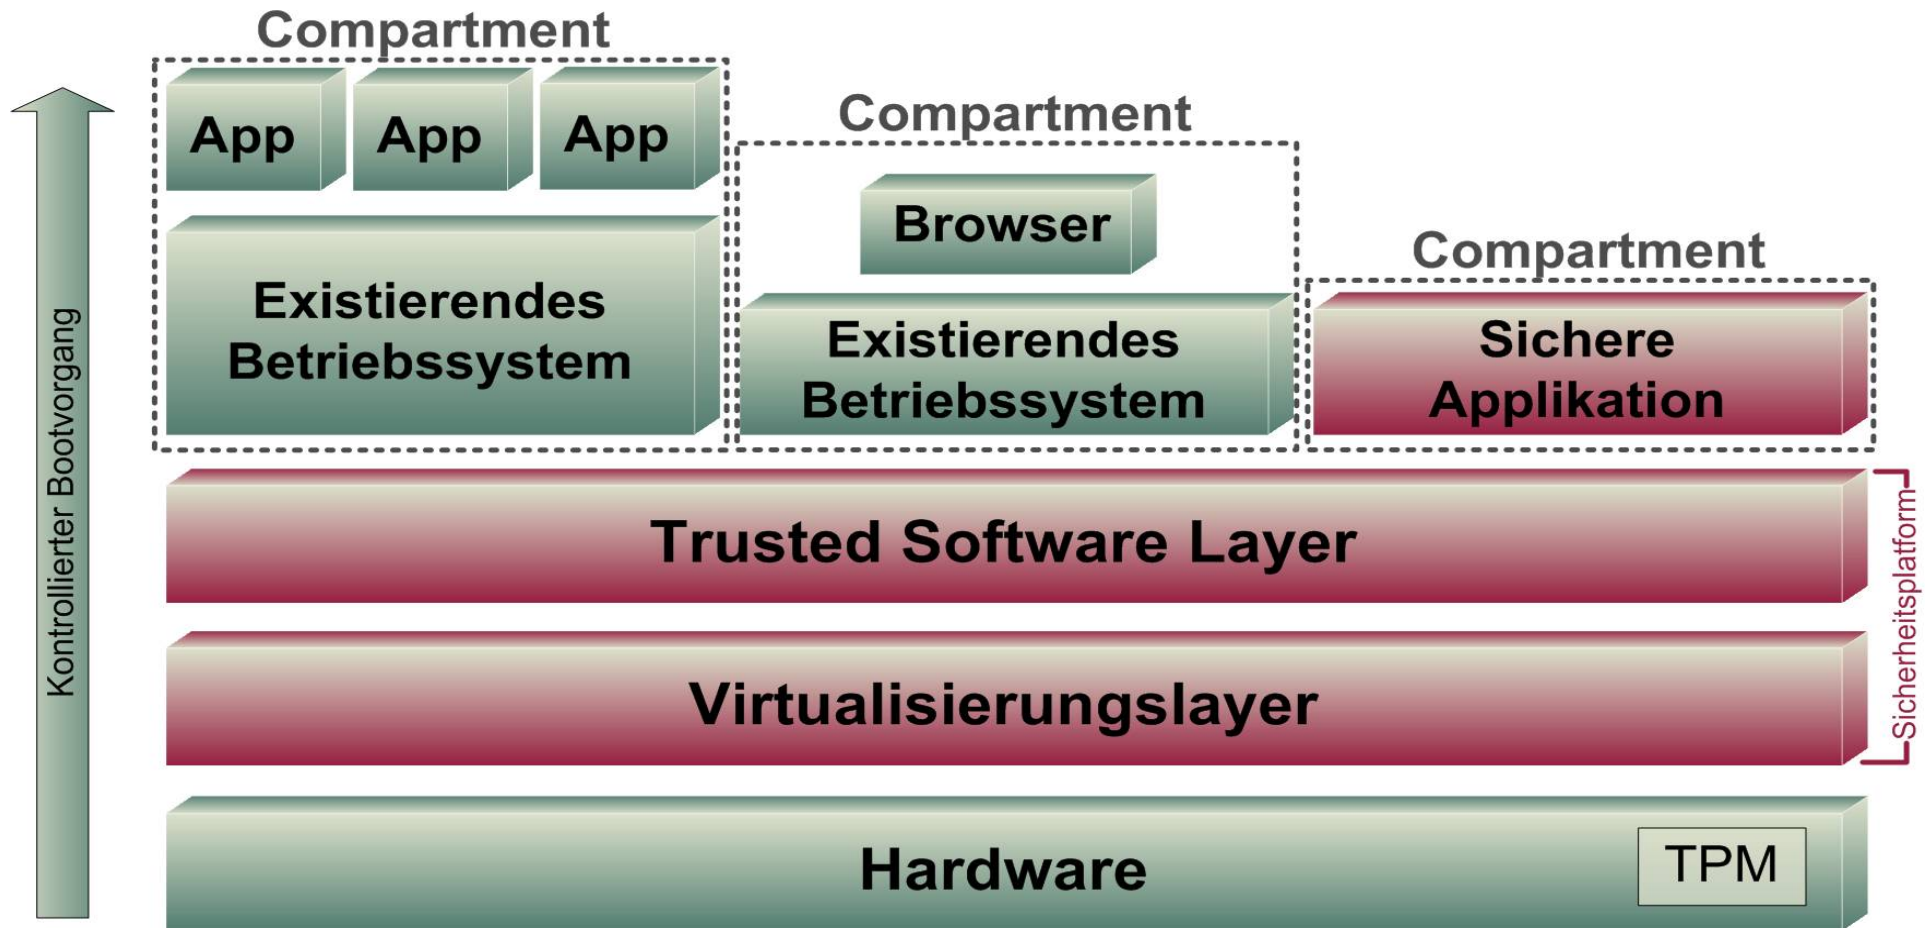 Compartment
App
App
App
Existierendes
Betriebssystem
Compartment
Browser
Existierendes
Betriebssystem
Compartment
Sichere
Applikation
Trusted Software Layer
Virtualisierungslayer
Hardware
TPM
Kontrollierter Bootvorgang
Sicherheitsplatform